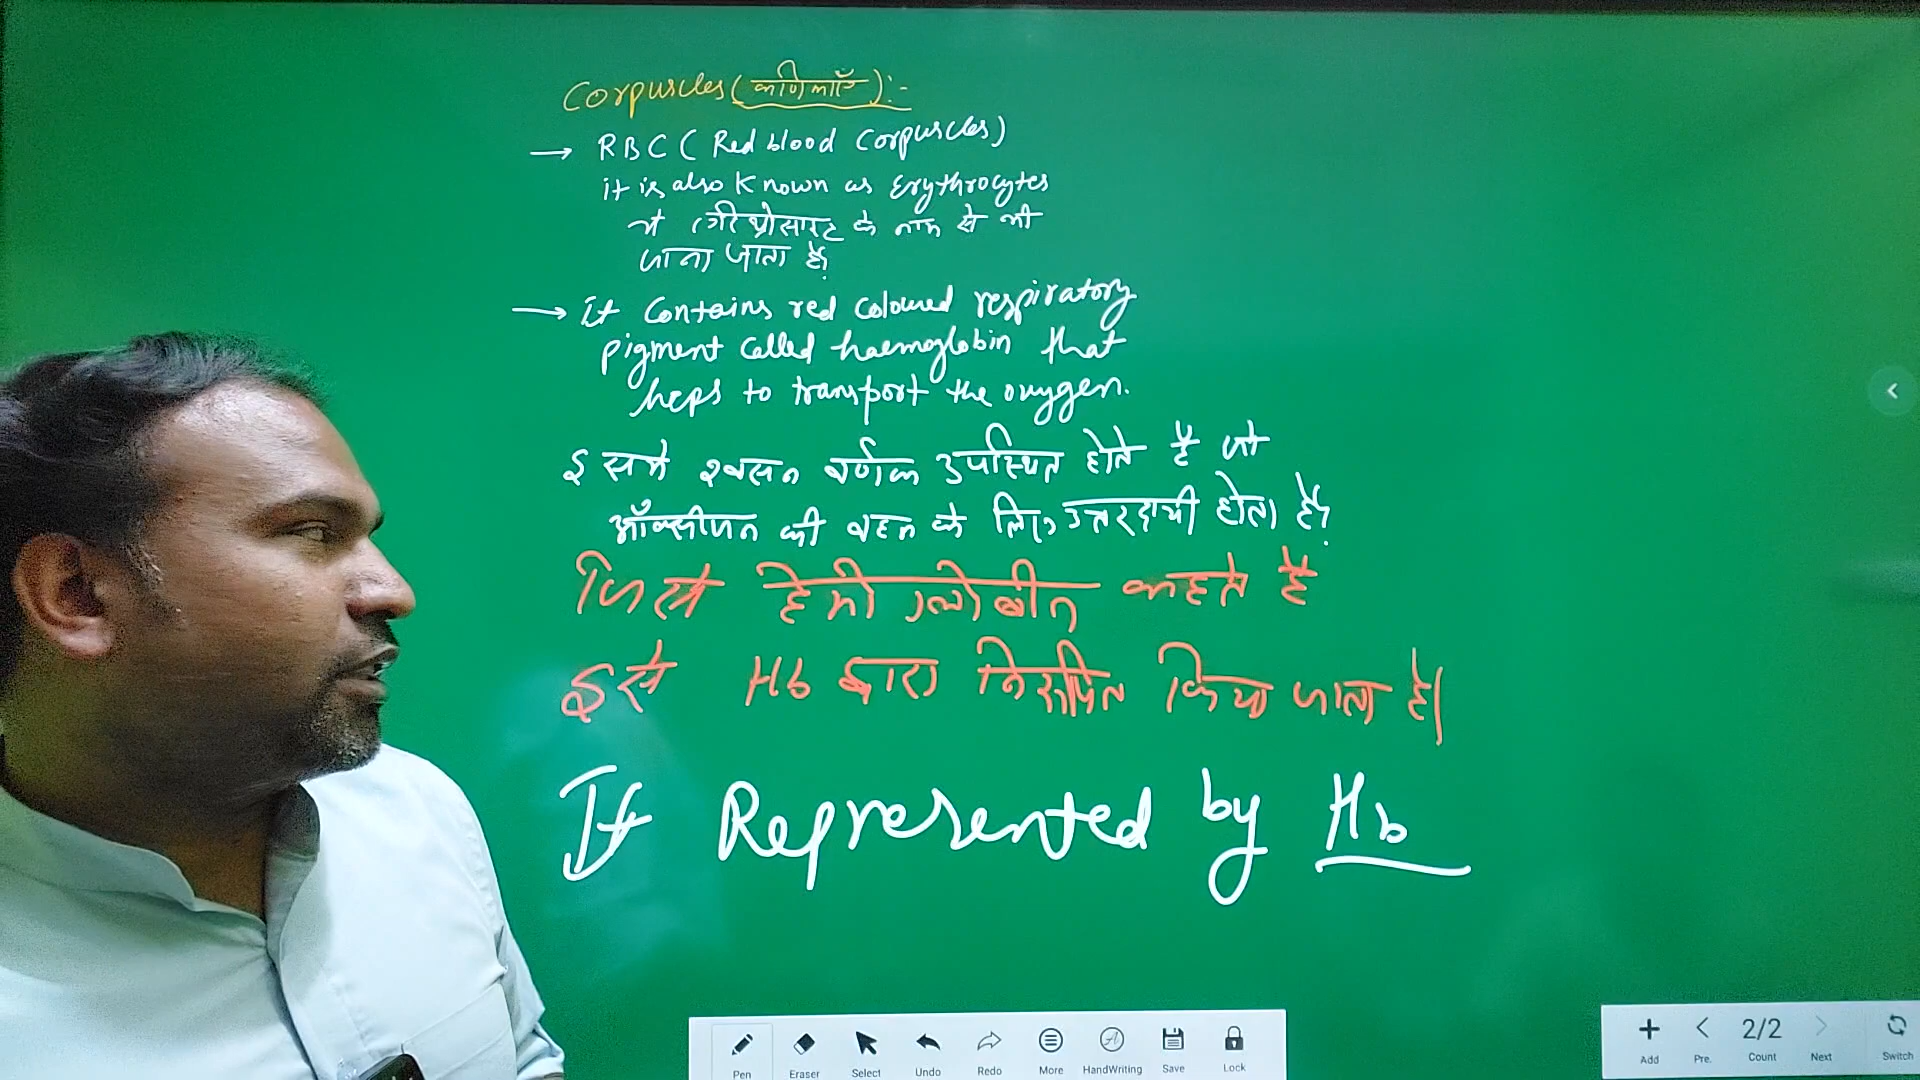 Corpuscles (कणिकाएँ):-
→ RBC ( Red blood Corpuscles)
it is also Known as Erythrocytes
के नाम से भी
जाना जाता है।
→ it Contains red coloured respiratory
pigment called haemoglobin that
heps to transport the oxygen.
इसमे श्वसन वर्णक उपस्थित होते है जो
ऑक्सीजन की वहन के लिए उत्तरदायी होता है।
जिसे हेमोग्लोबीन कहते है
इसे Hb द्वारा निरूपित किया जाता है।
It Represented by Hb
Pen Eraser Select Undo Redo More HandWriting Save Lock
2/2
Add Pre. Count Next Switch